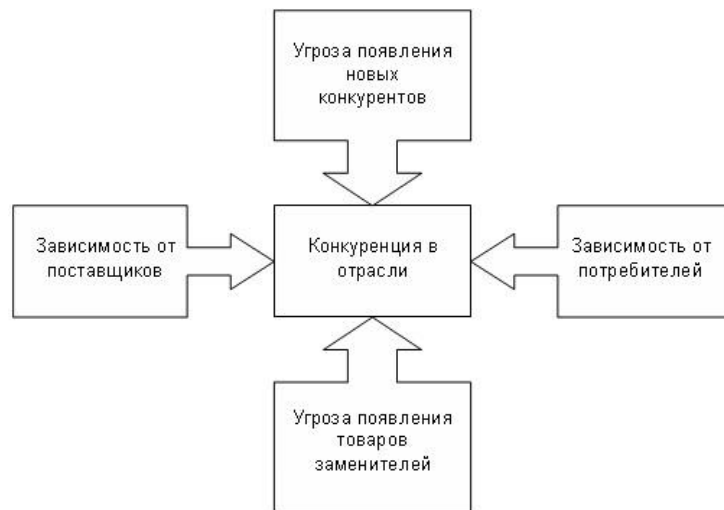 Угроза появления
новых
конкурентов
Зависимость от
поставщиков
Конкуренция в
отрасли
Зависимость от
потребителей
Угроза появления
товаров
заменителей